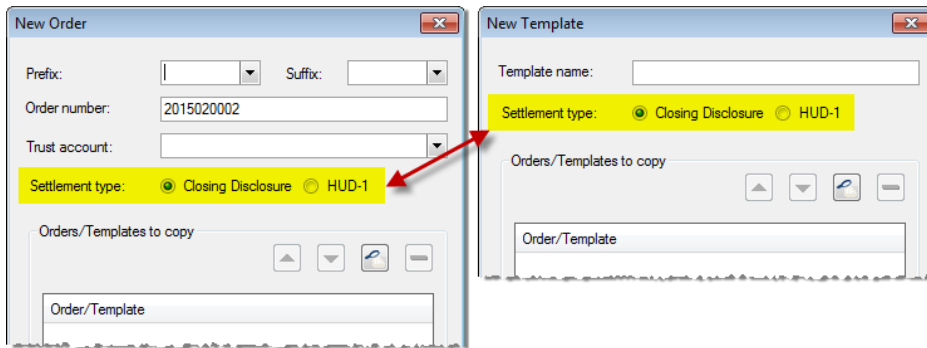 New Order
Prefix:
Suffix:
Order number:
2015020002
Trust account:
Settlement type:
Closing Disclosure
HUD-1
Orders/Templates to copy
Order/Template
New Template
Template name:
Settlement type:
Closing Disclosure
HUD-1
Orders/Templates to copy
Order/Template